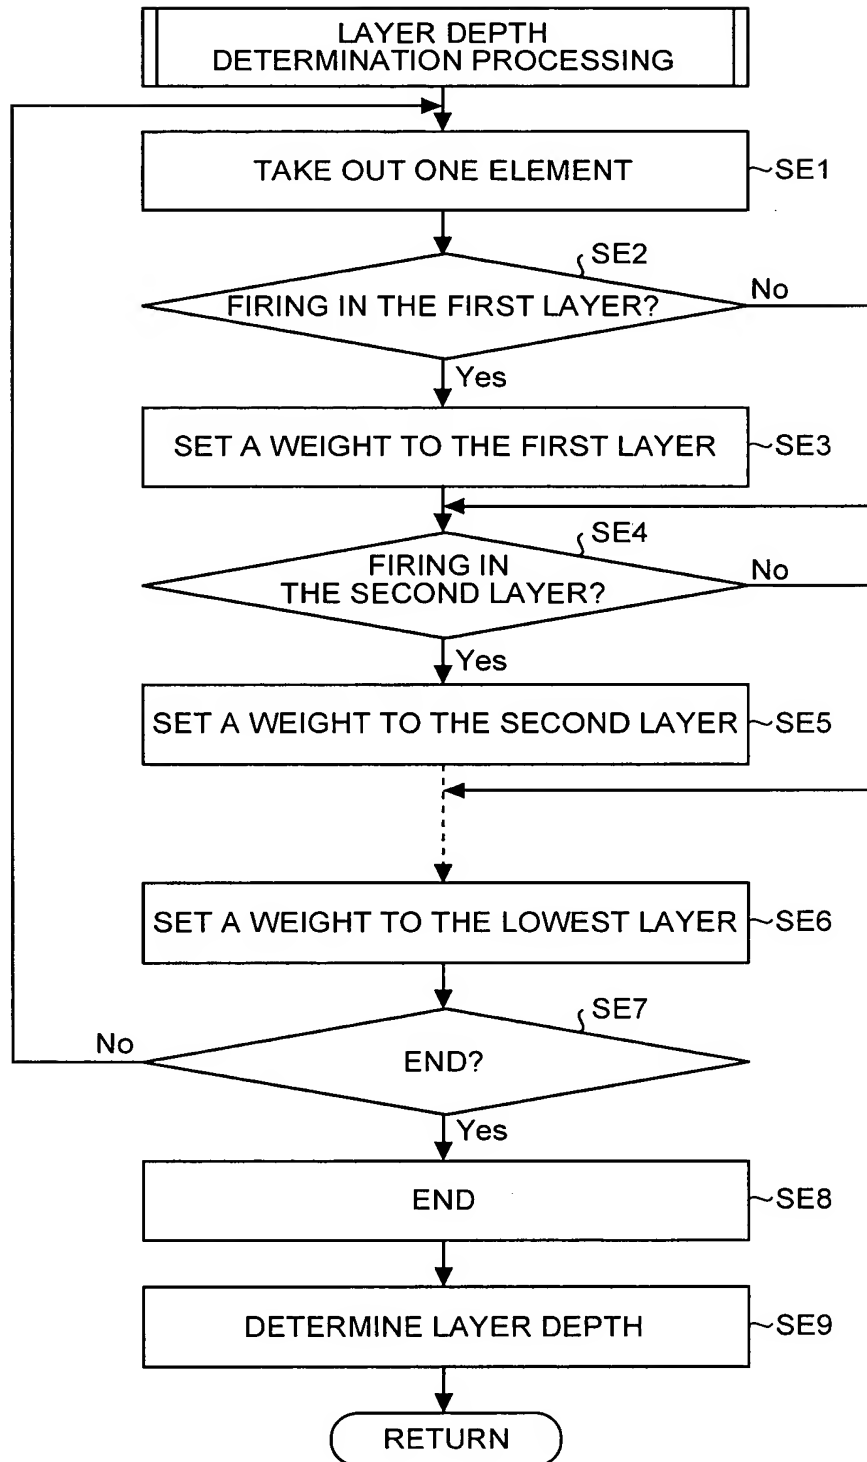 LAYER DEPTH
DETERMINATION PROCESSING
TAKE OUT ONE ELEMENT
SE1
SE2
FIRING IN THE FIRST LAYER?
No
Yes
SET A WEIGHT TO THE FIRST LAYER
SE3
SE4
FIRING IN
THE SECOND LAYER?
No
Yes
SET A WEIGHT TO THE SECOND LAYER
SE5
SET A WEIGHT TO THE LOWEST LAYER
SE6
SE7
No
END?
Yes
END
SE8
DETERMINE LAYER DEPTH
SE9
RETURN